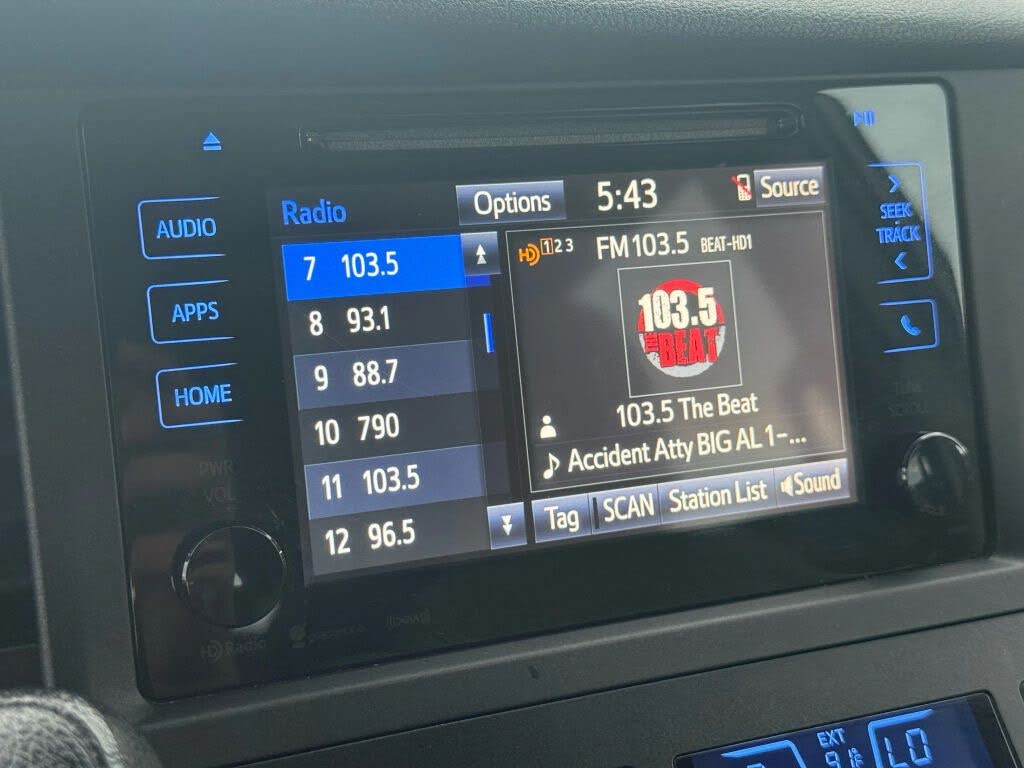 Radio
Options
5:43
Source
AUDIO
APPS
HOME
PWR
VOL
HD Radio
7 103.5
8 93.1
9 88.7
10 790
11 103.5
12 96.5
HD 1 2 3
FM 103.5 BEAT-HD1
103.5
THE
BEAT
103.5 The Beat
Accident Atty BIG AL 1-...
Tag
SCAN
Station List
Sound
SEEK
TRACK
TUNE
SCROLL
EXT
91°F
LO